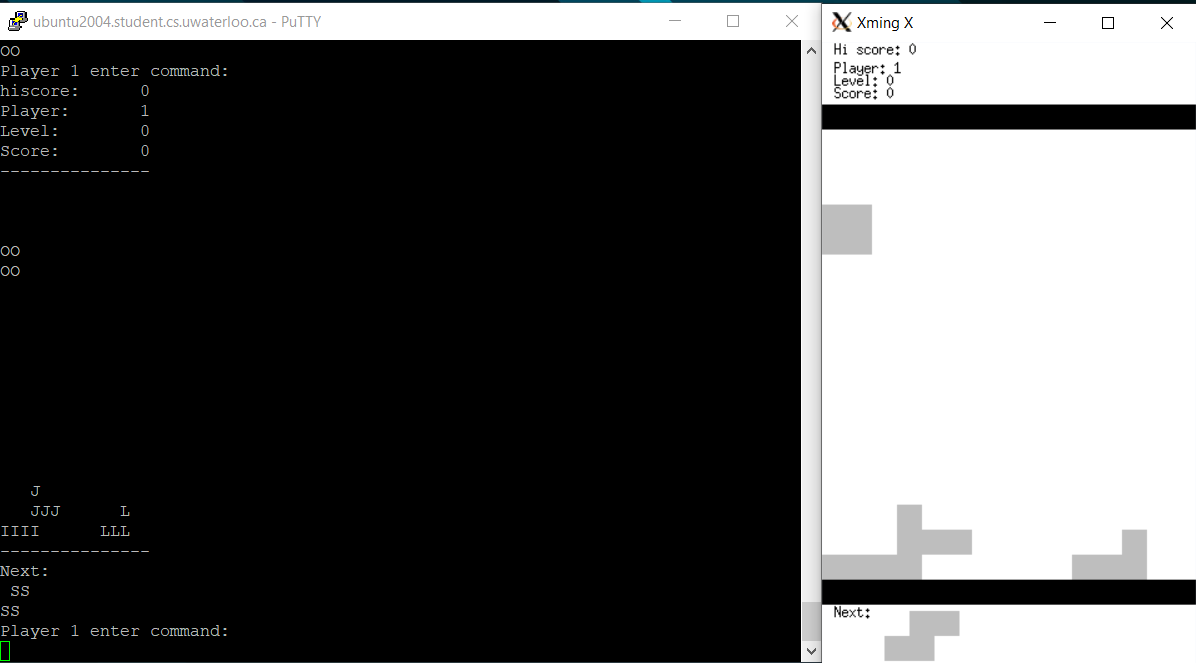 ubuntu2004.student.cs.uwaterloo.ca - PuTTY
OO
Player 1 enter command:
hiscore:      0
Player:       1
Level:        0
Score:        0
---------------
OO
OO
   J
   JJJ      L
IIII      LLL
---------------
Next:
 SS
SS
Player 1 enter command:
Xming X
Hi score: 0
Player: 1
Level: 0
Score: 0
Next: